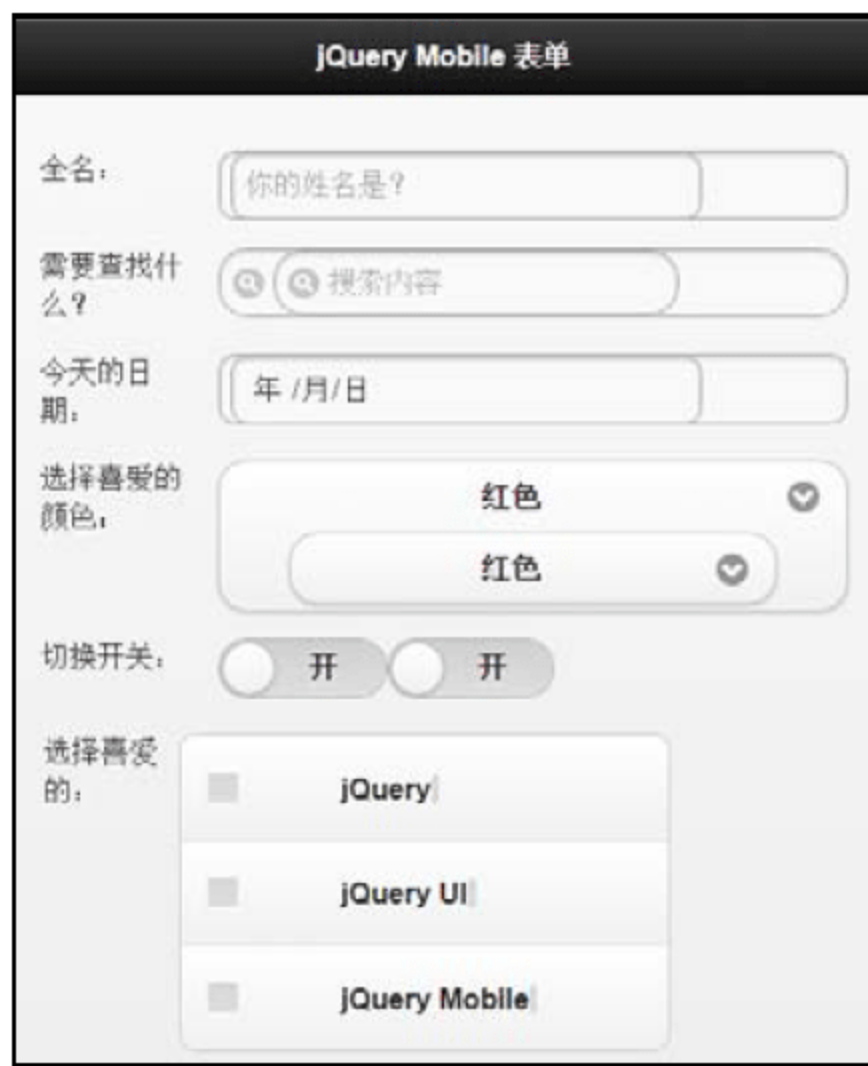 jQuery Mobile 表单
全名：
你的姓名是？
需要查找什
么？
搜索内容
今天的日
期：
年 /月/日
选择喜爱的
颜色：
红色
红色
切换开关：
开 开
选择喜爱
的：
jQuery
jQuery UI
jQuery Mobile